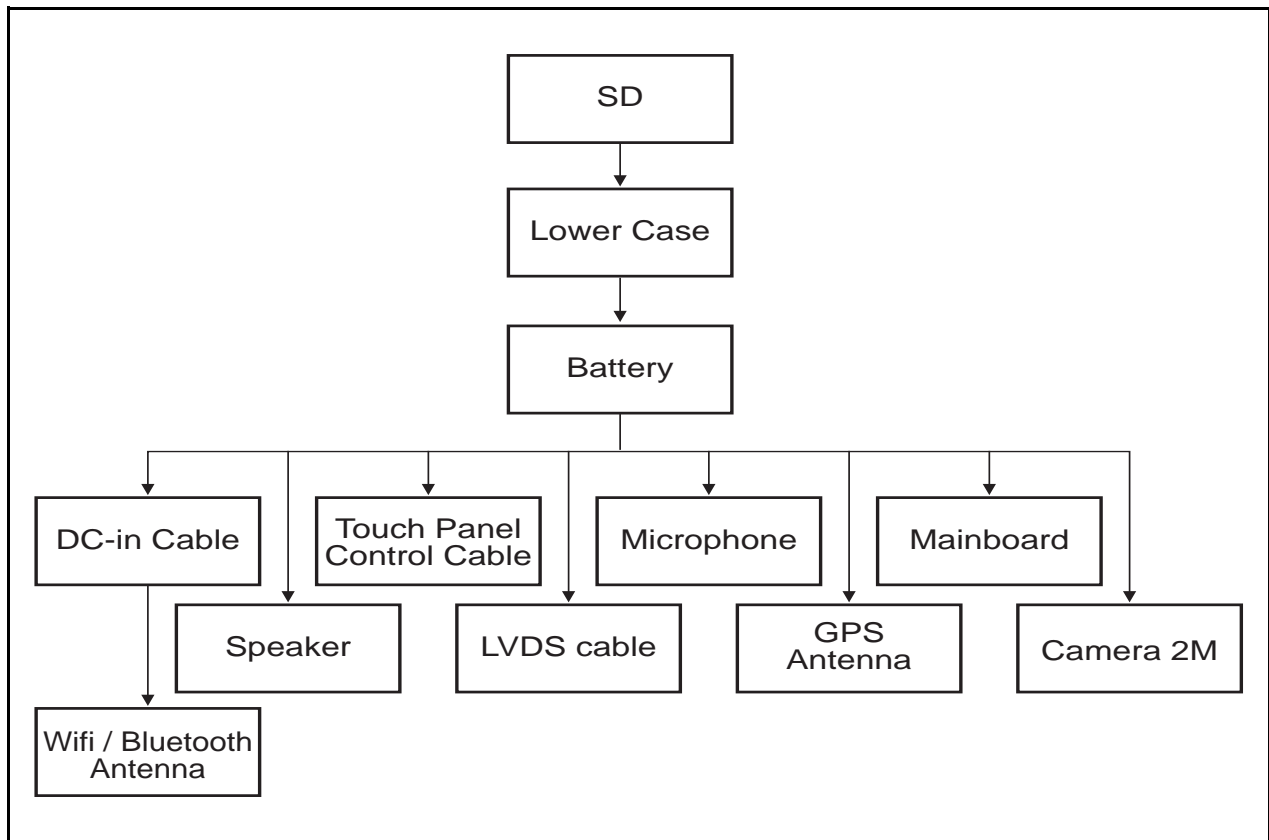 SD
Lower Case
Battery
DC-in Cable
Touch Panel
Control Cable
Microphone
Mainboard
Speaker
LVDS cable
GPS
Antenna
Camera 2M
Wifi / Bluetooth
Antenna